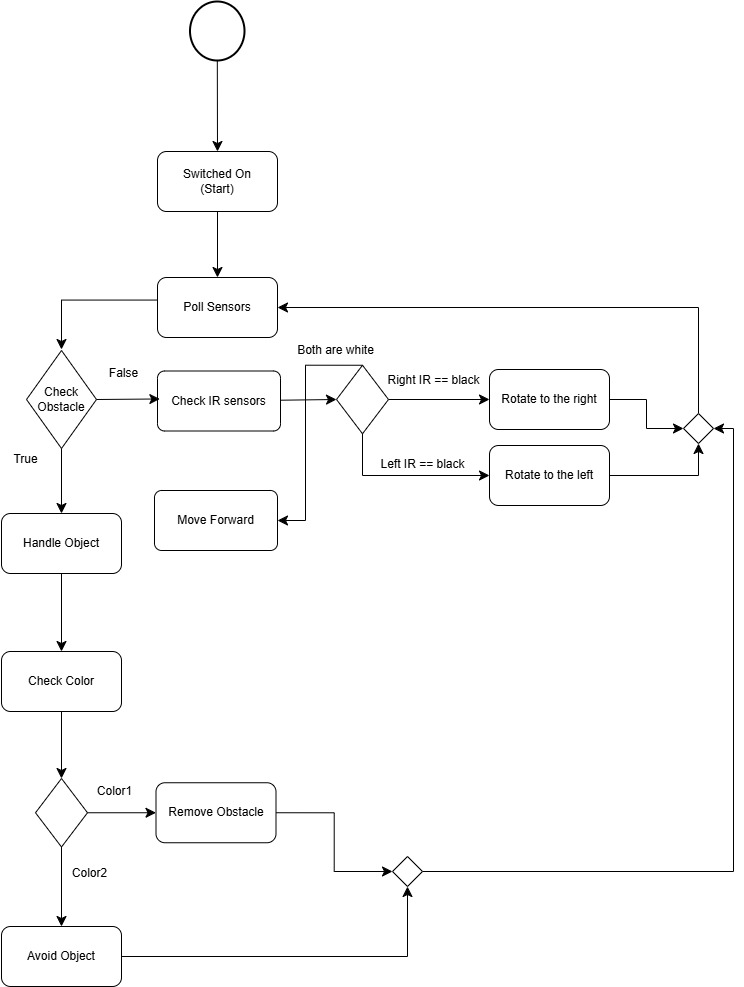 Switched On
(Start)
Poll Sensors
Both are white
False
Right IR == black
Check
Obstacle
Check IR sensors
Rotate to the right
True
Left IR == black
Rotate to the left
Move Forward
Handle Object
Check Color
Color1
Remove Obstacle
Color2
Avoid Object